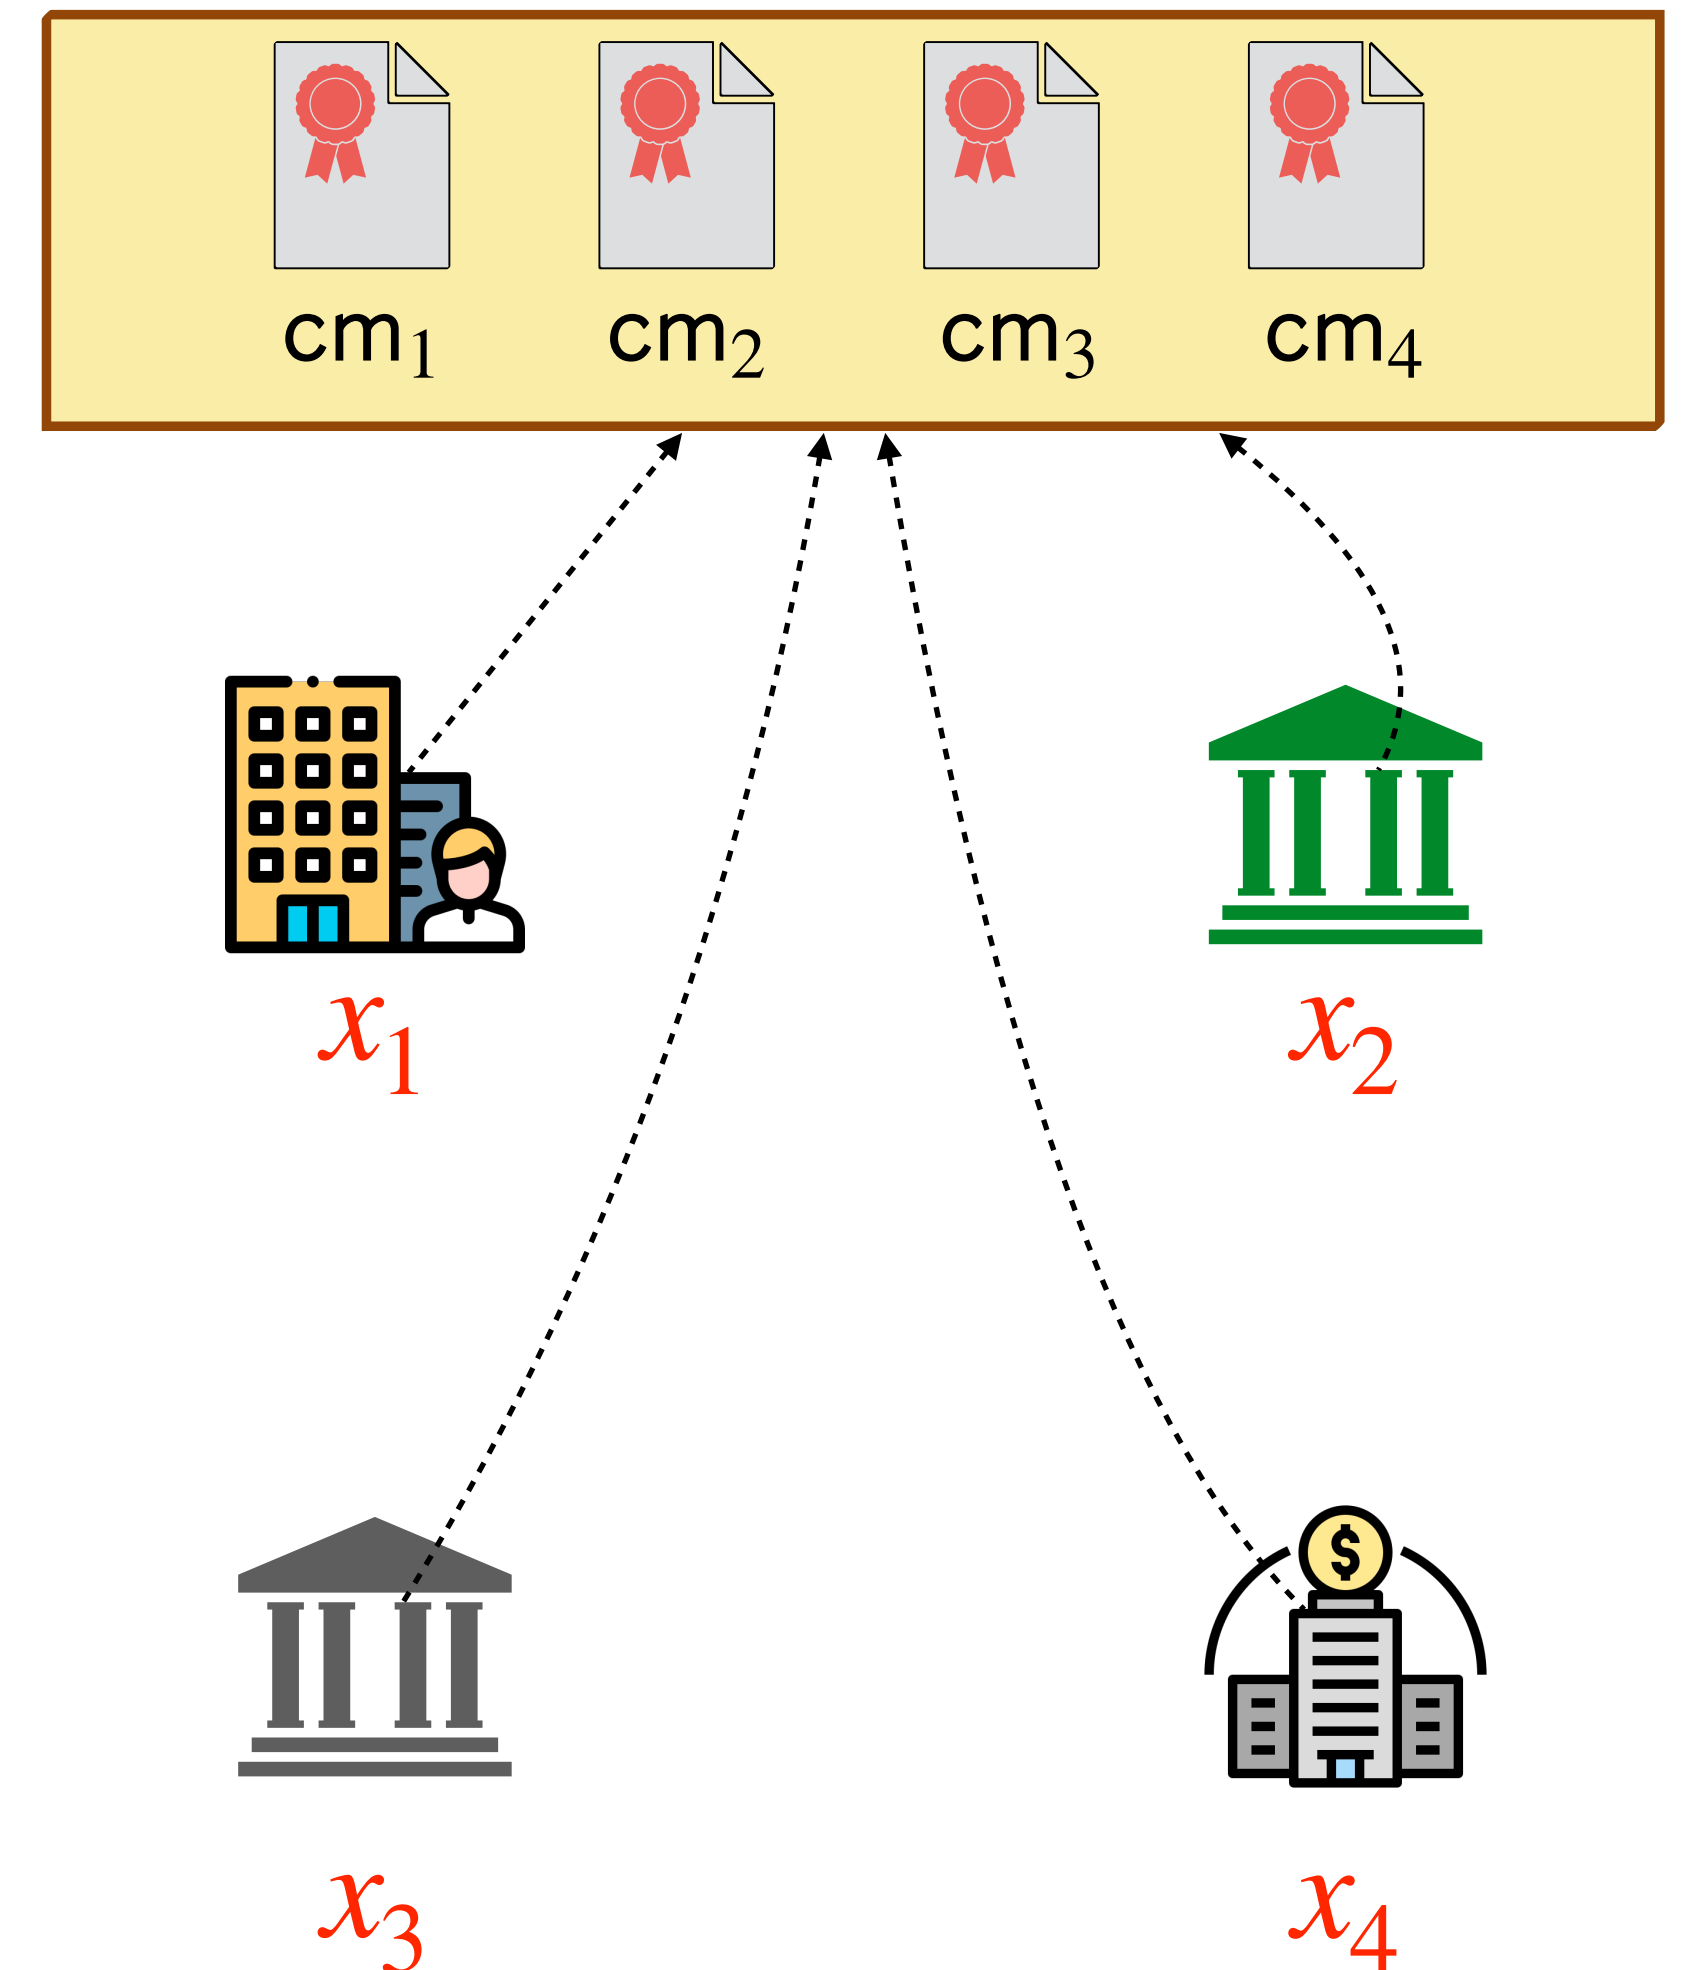 cm₁ cm₂ cm₃ cm₄
x₁ x₂
$
x₃ x₄